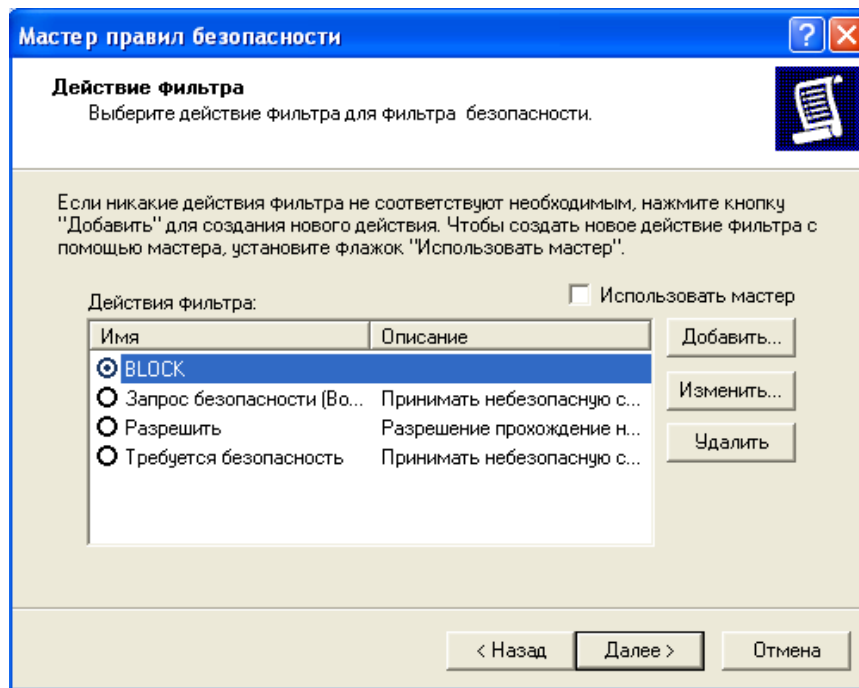 Мастер правил безопасности
Действие фильтра
Выберите действие фильтра для фильтра безопасности.
Если никакие действия фильтра не соответствуют необходимым, нажмите кнопку
"Добавить" для создания нового действия. Чтобы создать новое действие фильтра с
помощью мастера, установите флажок "Использовать мастер".
Действия фильтра:
Использовать мастер
Имя Описание
BLOCK
Запрос безопасности (Во... Принимать небезопасную с...
Разрешить Разрешение прохождение н...
Требуется безопасность Принимать небезопасную с...
Добавить...
Изменить...
Удалить
< Назад Далее > Отмена